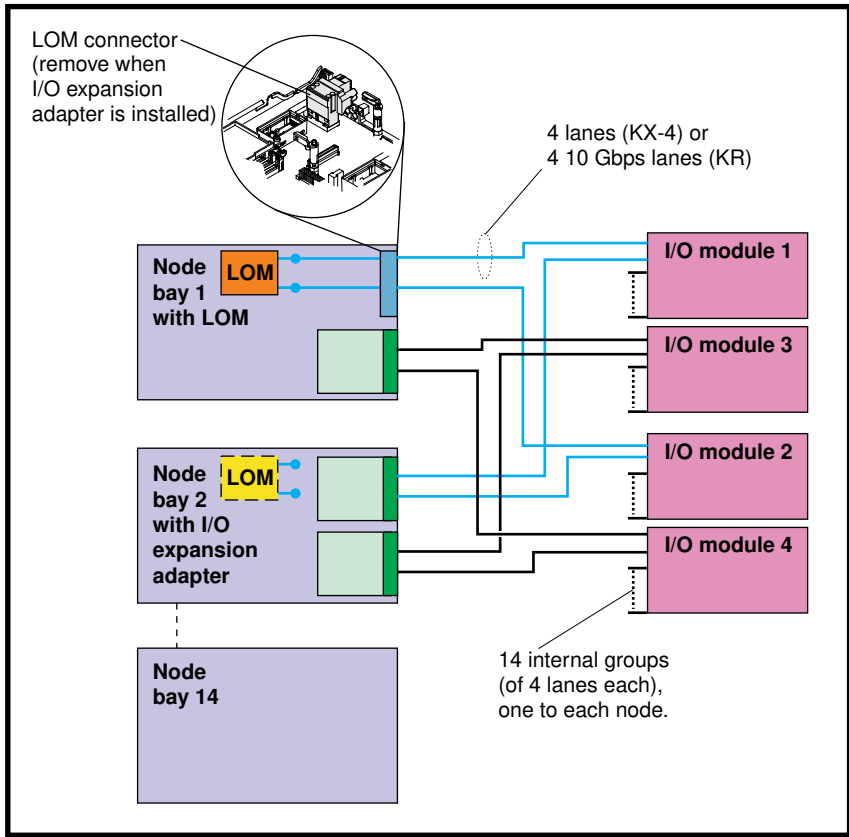 LOM connector
(remove when
I/O expansion
adapter is installed)
4 lanes (KX-4) or
4 10 Gbps lanes (KR)
Node
bay 1
with LOM
LOM
I/O module 1
I/O module 3
Node
bay 2
with I/O
expansion
adapter
LOM
I/O module 2
I/O module 4
14 internal groups
(of 4 lanes each),
one to each node.
Node
bay 14